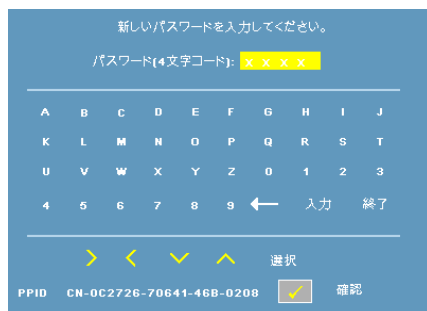 新しいパスワードを入力してください。
パスワード(4文字コード): x x x x
A B C D E F G H I J
K L M N O P Q R S T
U V W X Y Z 0 1 2 3
4 5 6 7 8 9 ← 入力 終了
選択
PPID CN-0C2726-70641-46B-0208 ✓ 確認